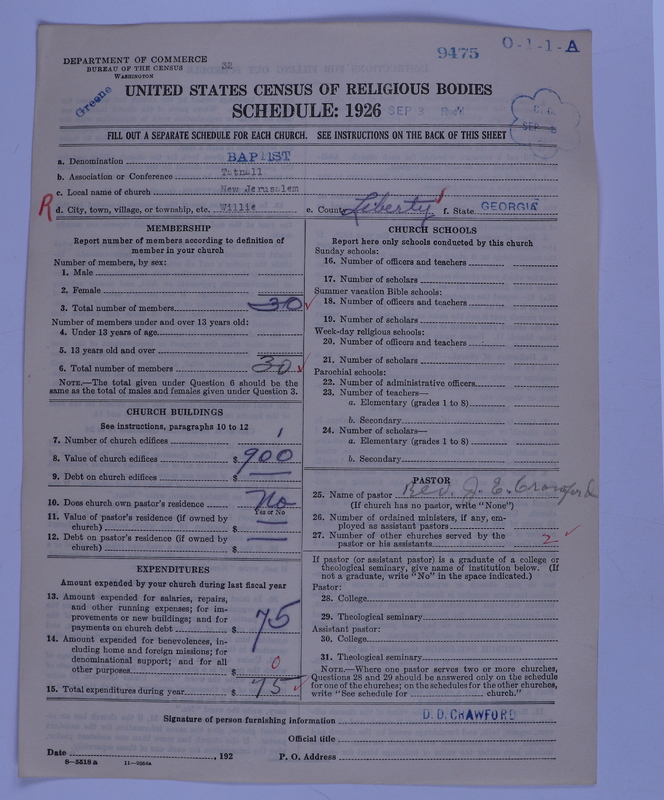 9475 O-1-1-A
DEPARTMENT OF COMMERCE
BUREAU OF THE CENSUS
WASHINGTON
32
Greene
UNITED STATES CENSUS OF RELIGIOUS BODIES
SCHEDULE: 1926 SEP 3
FILL OUT A SEPARATE SCHEDULE FOR EACH CHURCH. SEE INSTRUCTIONS ON THE BACK OF THIS SHEET
a. Denomination BAPTIST
b. Association or Conference Tatnall
c. Local name of church New Jerusalem
R d. City, town, village, or township, etc. Willie e. County Liberty f. State GEORGIA
MEMBERSHIP
Report number of members according to definition of
member in your church
Number of members, by sex:
1. Male
2. Female
3. Total number of members 30
Number of members under and over 13 years old:
4. Under 13 years of age
5. 13 years old and over
6. Total number of members 30
NOTE.—The total given under Question 6 should be the
same as the total of males and females given under Question 3.
CHURCH BUILDINGS
See instructions, paragraphs 10 to 12
7. Number of church edifices 1
8. Value of church edifices $ 900
9. Debt on church edifices $
10. Does church own pastor's residence No
Yes or No
11. Value of pastor's residence (if owned by
church) $
12. Debt on pastor's residence (if owned by
church) $
EXPENDITURES
Amount expended by your church during last fiscal year
13. Amount expended for salaries, repairs,
and other running expenses; for im-
provements or new buildings; and for
payments on church debt $ 75
14. Amount expended for benevolences, in-
cluding home and foreign missions; for
denominational support; and for all
other purposes $ 0
15. Total expenditures during year $ 75
CHURCH SCHOOLS
Report here only schools conducted by this church
Sunday schools:
16. Number of officers and teachers
17. Number of scholars
Summer vacation Bible schools:
18. Number of officers and teachers
19. Number of scholars
Week-day religious schools:
20. Number of officers and teachers
21. Number of scholars
Parochial schools:
22. Number of administrative officers
23. Number of teachers—
a. Elementary (grades 1 to 8)
b. Secondary
24. Number of scholars—
a. Elementary (grades 1 to 8)
b. Secondary
PASTOR
25. Name of pastor Rev. J. E. Crawford
(If church has no pastor, write "None")
26. Number of ordained ministers, if any, em-
ployed as assistant pastors
27. Number of other churches served by the
pastor or his assistants 2
If pastor (or assistant pastor) is a graduate of a college or
theological seminary, give name of institution below. (If
not a graduate, write "No" in the space indicated.)
Pastor:
28. College
29. Theological seminary
Assistant pastor:
30. College
31. Theological seminary
NOTE.—Where one pastor serves two or more churches,
Questions 28 and 29 should be answered only on the schedule
for one of the churches; on the schedules for the other churches,
write "See schedule for church."
Signature of person furnishing information D. D. CRAWFORD
Official title
Date , 192 P. O. Address
8—5518 a 11—9564a